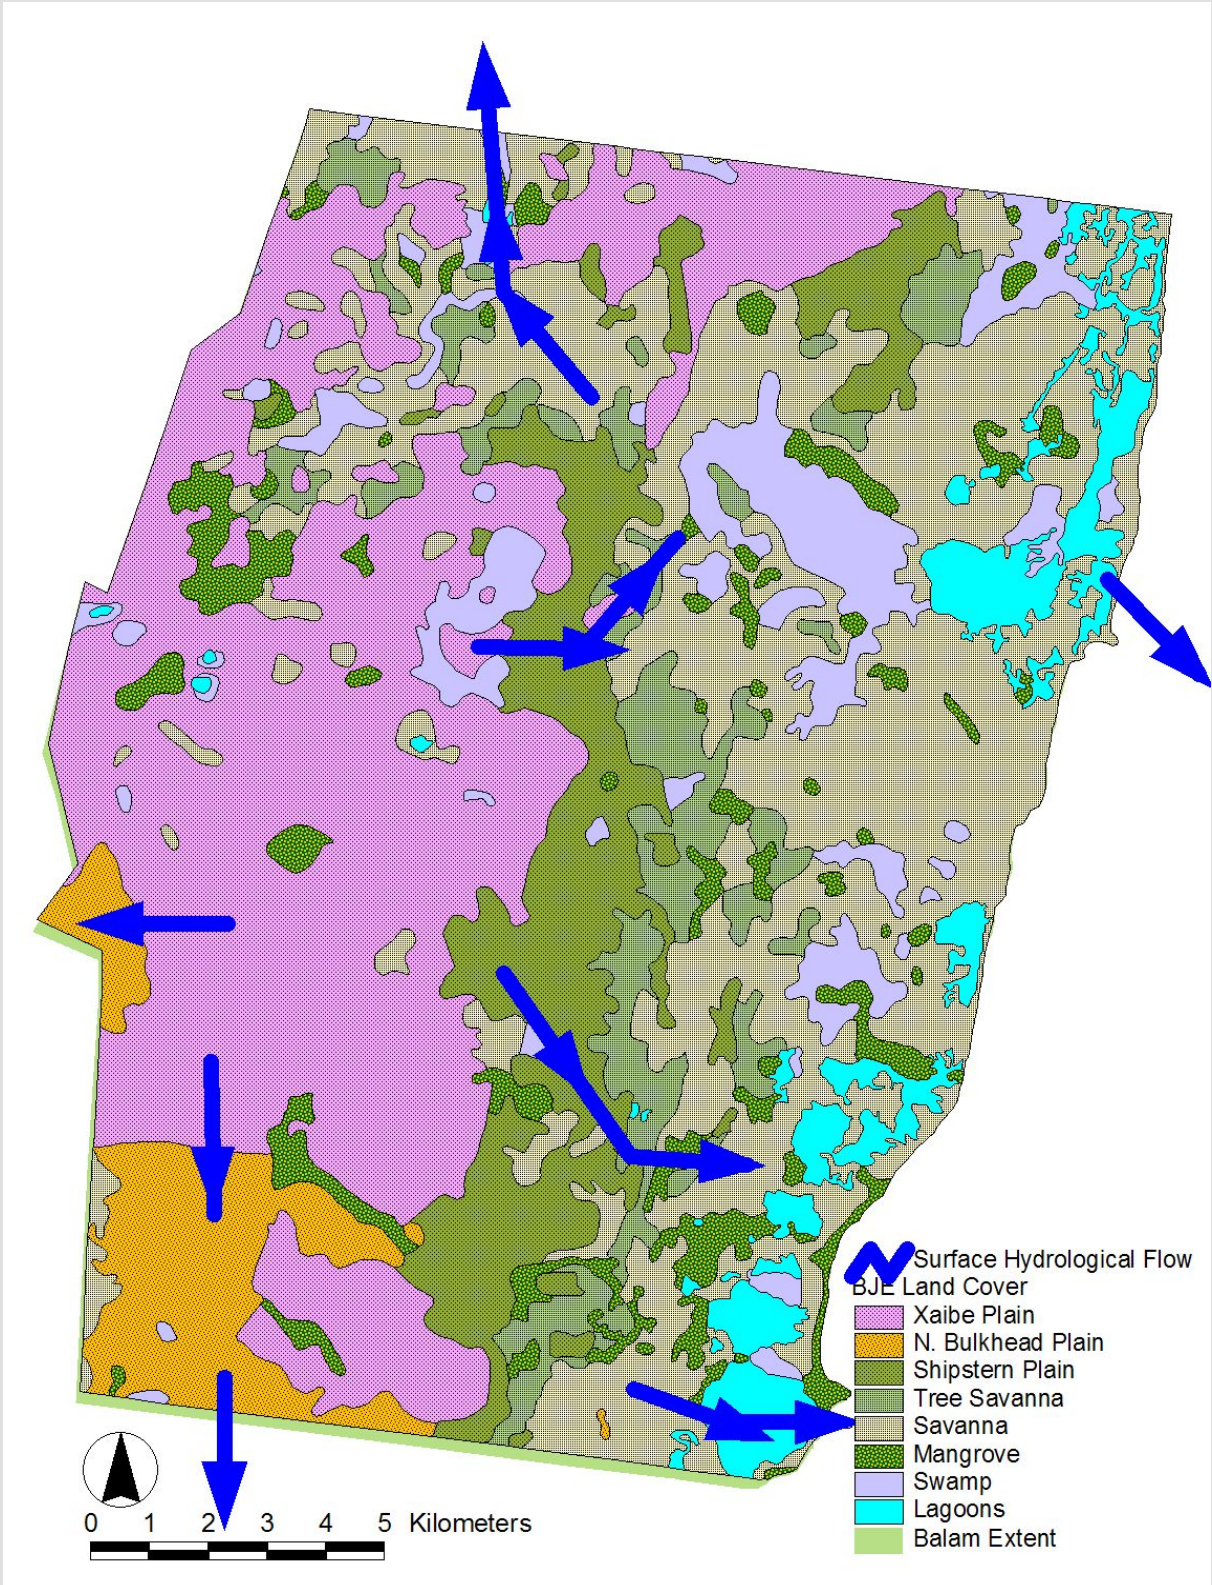 Surface Hydrological Flow
BJE Land Cover
Xaibe Plain
N. Bulkhead Plain
Shipstern Plain
Tree Savanna
Savanna
Mangrove
Swamp
Lagoons
Balam Extent
0 1 2 3 4 5 Kilometers